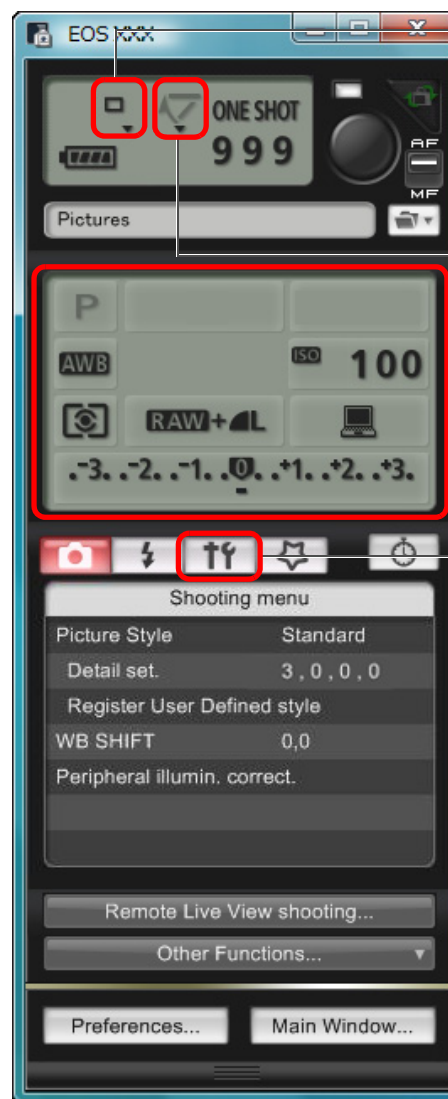 EOS XXX
ONE SHOT
999
AF
MF
Pictures
P
AWB
ISO 100
RAW+L
-3..-2..-1..0..+1..+2..+3.
Shooting menu
Picture Style Standard
Detail set. 3,0,0,0
Register User Defined style
WB SHIFT 0,0
Peripheral illumin. correct.
Remote Live View shooting...
Other Functions...
Preferences... Main Window...